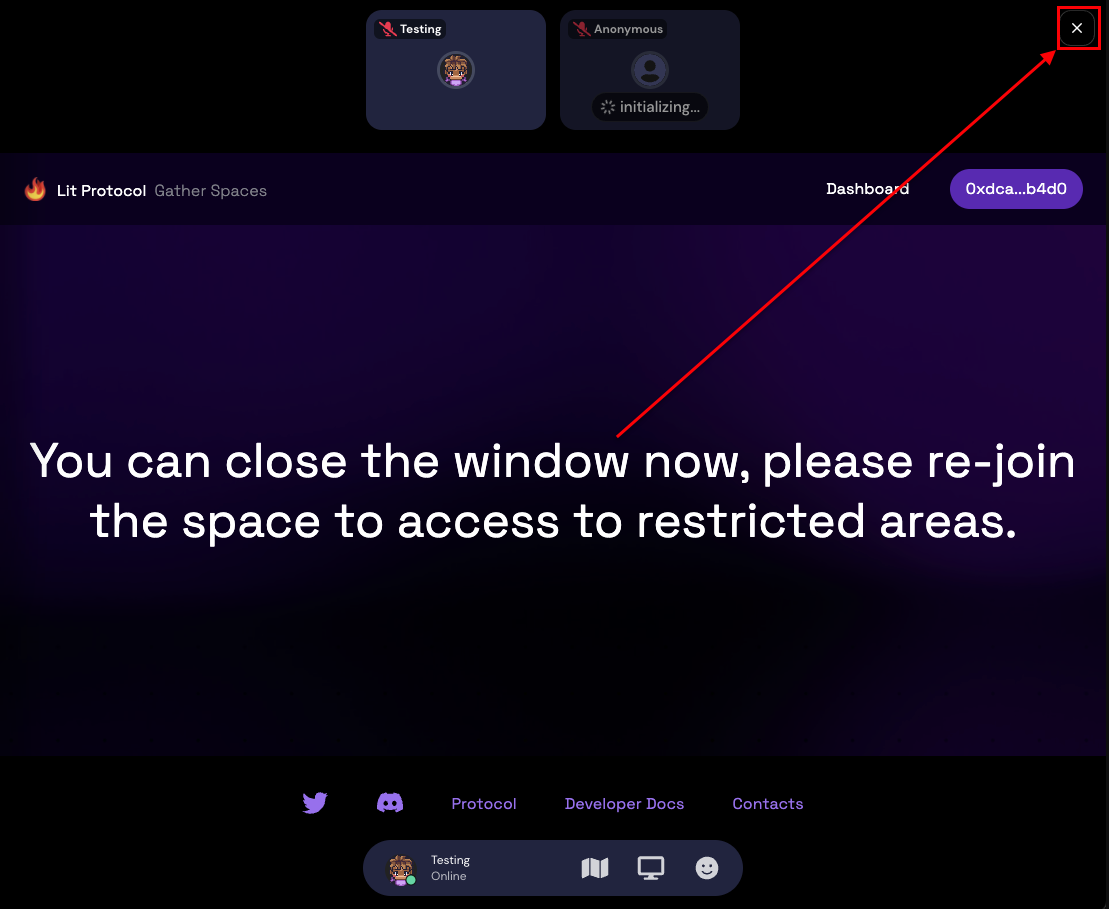 Testing
Anonymous
initializing...
Lit Protocol Gather Spaces
Dashboard
0xdca...b4d0
You can close the window now, please re-join
the space to access to restricted areas.
Protocol
Developer Docs
Contacts
Testing
Online